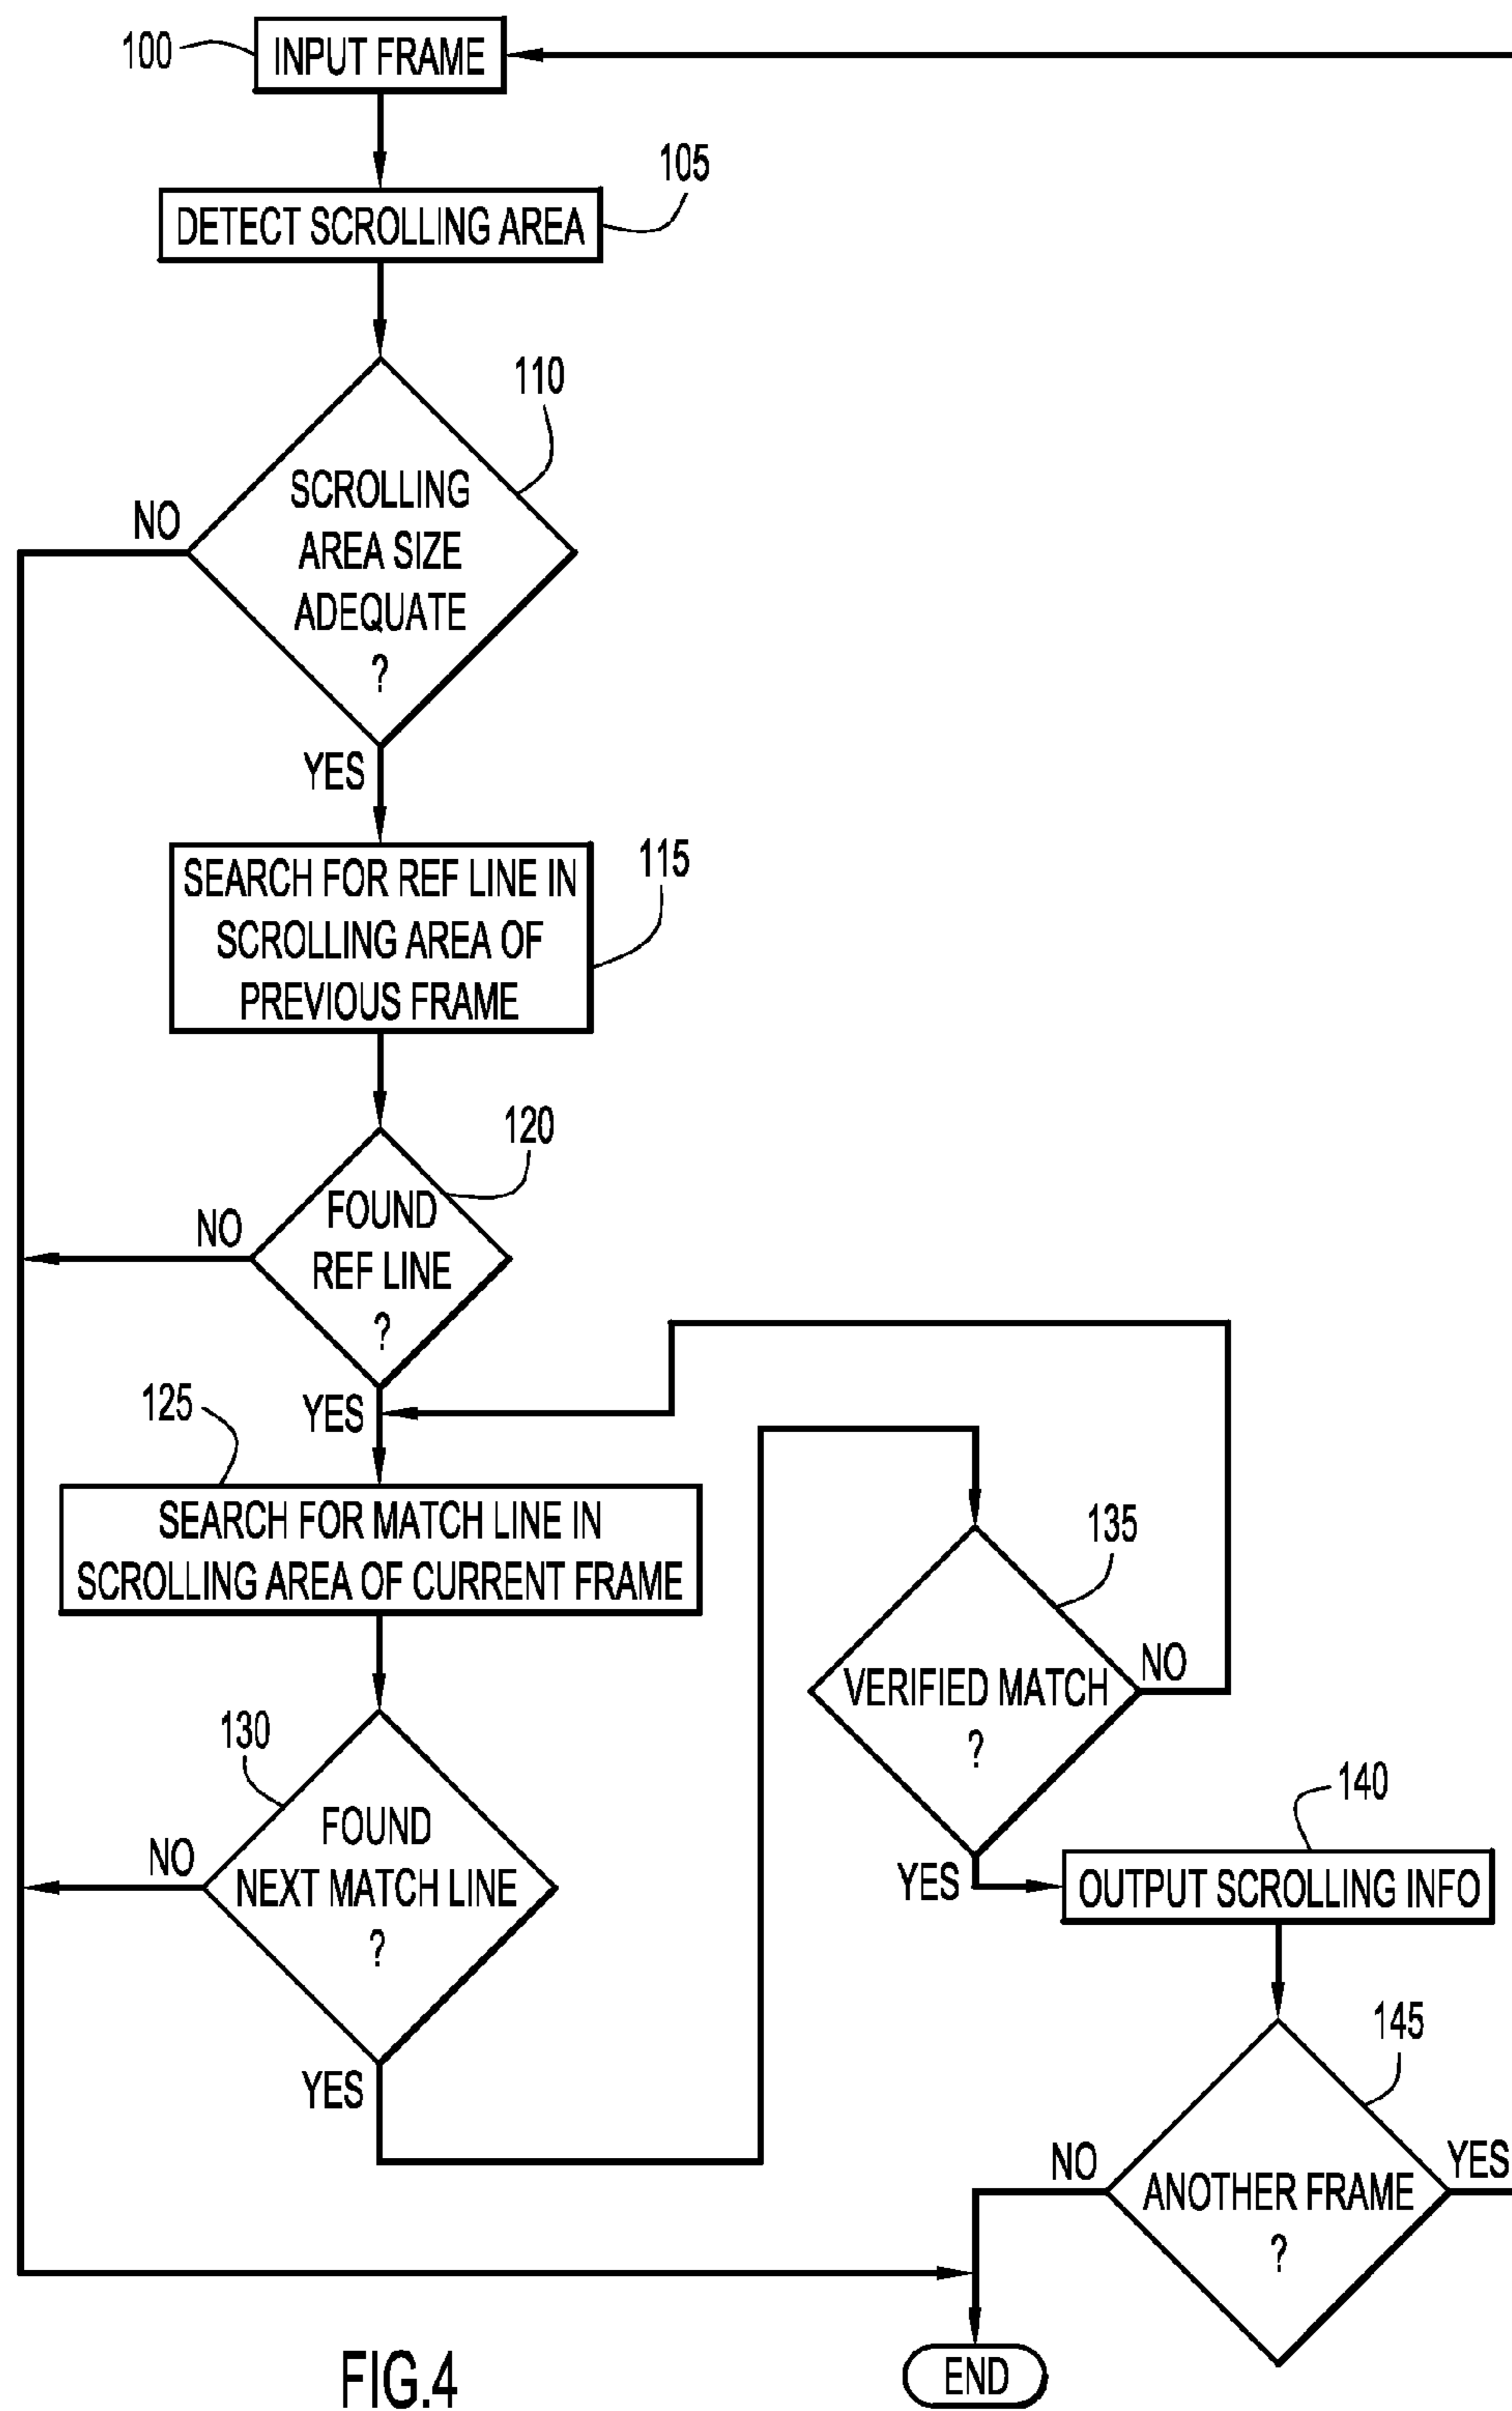 100
INPUT FRAME
105
DETECT SCROLLING AREA
110
SCROLLING
AREA SIZE
ADEQUATE
?
NO
YES
115
SEARCH FOR REF LINE IN
SCROLLING AREA OF
PREVIOUS FRAME
120
FOUND
REF LINE
?
NO
YES
125
SEARCH FOR MATCH LINE IN
SCROLLING AREA OF CURRENT FRAME
130
FOUND
NEXT MATCH LINE
?
NO
YES
135
VERIFIED MATCH
?
NO
YES
140
OUTPUT SCROLLING INFO
145
ANOTHER FRAME
?
NO
YES
END
FIG.4